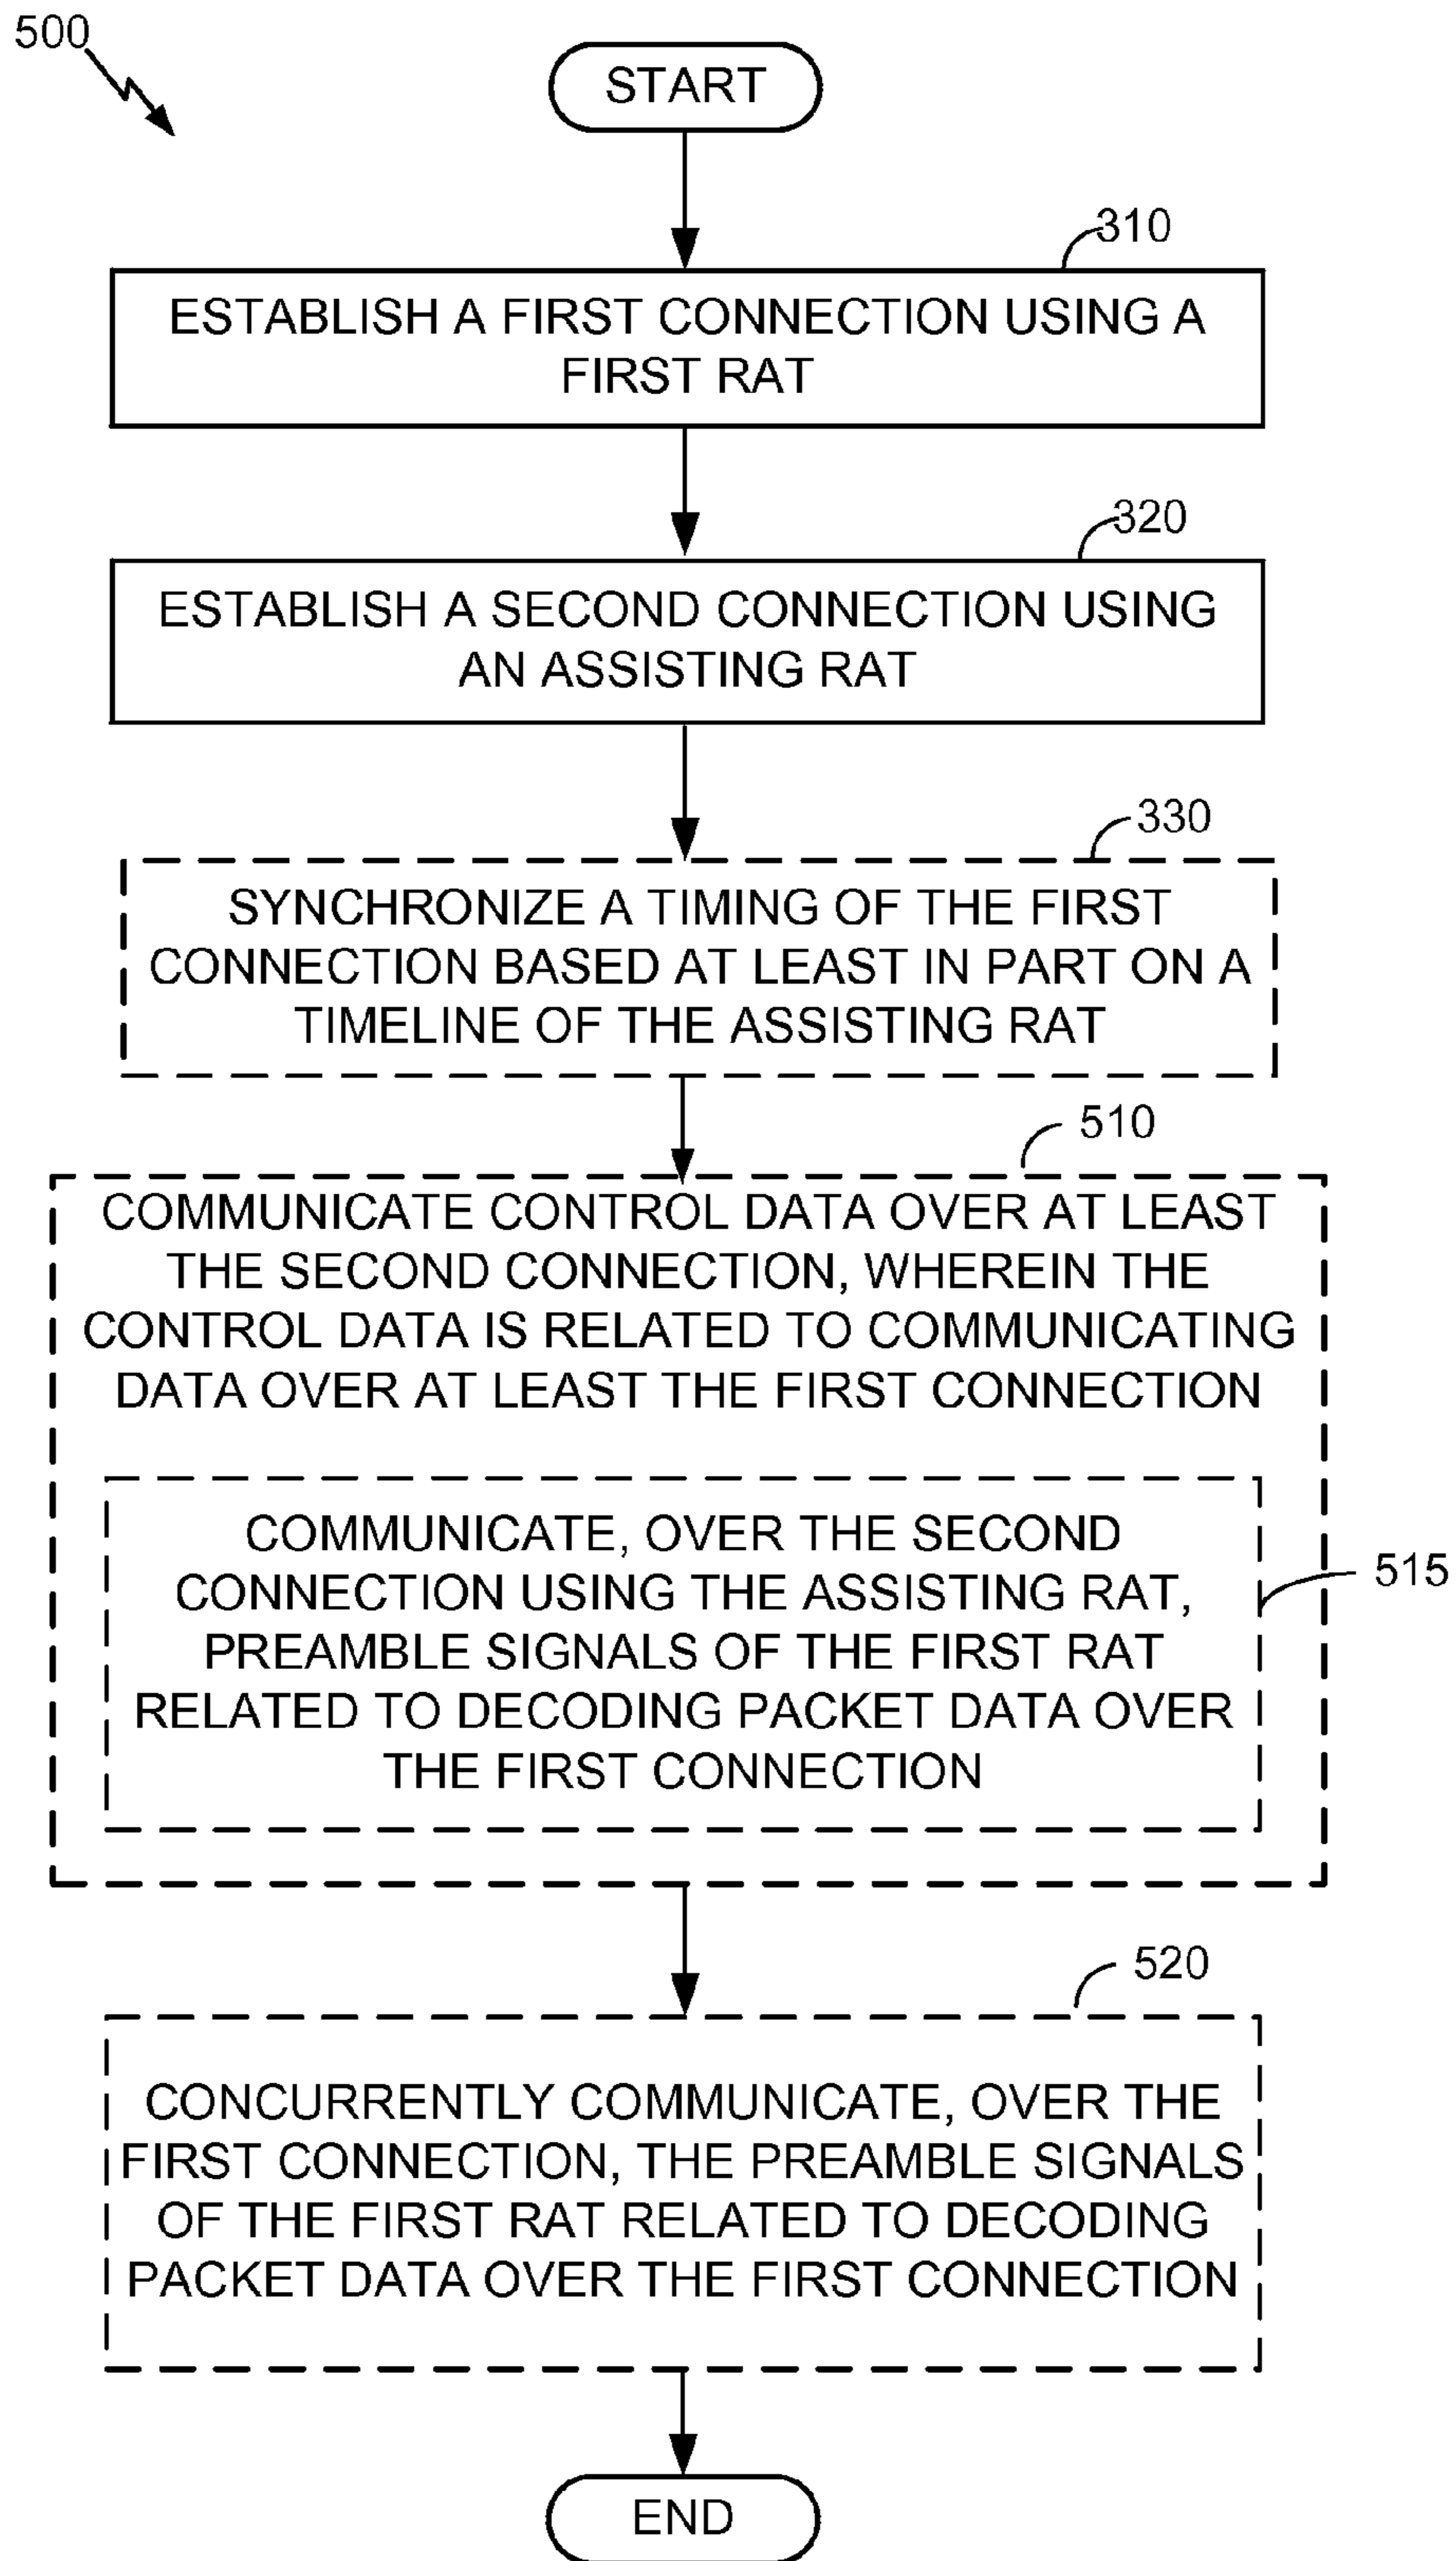 500
START
310
ESTABLISH A FIRST CONNECTION USING A
FIRST RAT
320
ESTABLISH A SECOND CONNECTION USING
AN ASSISTING RAT
330
SYNCHRONIZE A TIMING OF THE FIRST
CONNECTION BASED AT LEAST IN PART ON A
TIMELINE OF THE ASSISTING RAT
510
COMMUNICATE CONTROL DATA OVER AT LEAST
THE SECOND CONNECTION, WHEREIN THE
CONTROL DATA IS RELATED TO COMMUNICATING
DATA OVER AT LEAST THE FIRST CONNECTION
COMMUNICATE, OVER THE SECOND
CONNECTION USING THE ASSISTING RAT,
PREAMBLE SIGNALS OF THE FIRST RAT
RELATED TO DECODING PACKET DATA OVER
THE FIRST CONNECTION
515
520
CONCURRENTLY COMMUNICATE, OVER THE
FIRST CONNECTION, THE PREAMBLE SIGNALS
OF THE FIRST RAT RELATED TO DECODING
PACKET DATA OVER THE FIRST CONNECTION
END